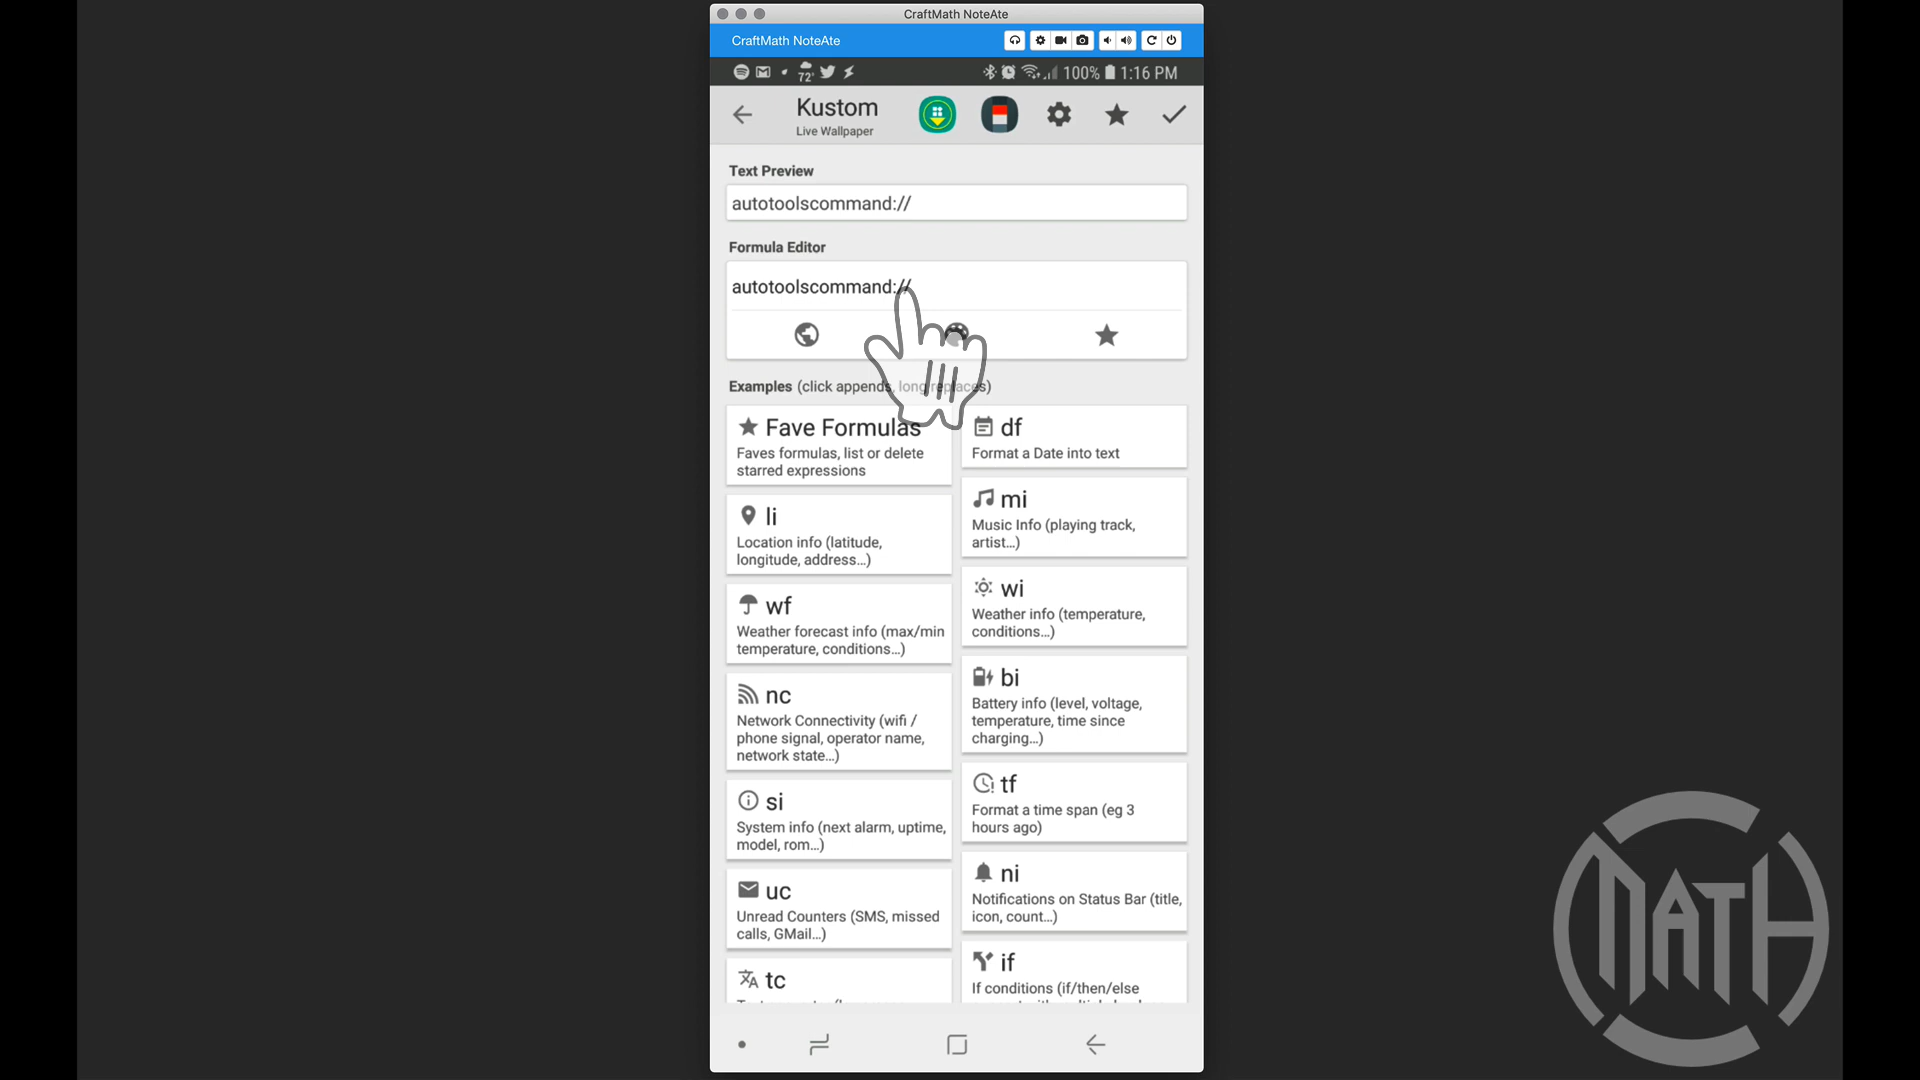 CraftMath NoteAte
CraftMath NoteAte
72°
100%
1:16 PM
Kustom
Live Wallpaper
Text Preview
autotoolscommand://
Formula Editor
autotoolscommand://
Examples (click appends, long replaces)
Fave Formulas
Faves formulas, list or delete
starred expressions
df
Format a Date into text
li
Location info (latitude,
longitude, address...)
mi
Music Info (playing track,
artist...)
wf
Weather forecast info (max/min
temperature, conditions...)
wi
Weather info (temperature,
conditions...)
nc
Network Connectivity (wifi /
phone signal, operator name,
network state...)
bi
Battery info (level, voltage,
temperature, time since
charging...)
si
System info (next alarm, uptime,
model, rom...)
tf
Format a time span (eg 3
hours ago)
uc
Unread Counters (SMS, missed
calls, GMail...)
ni
Notifications on Status Bar (title,
icon, count...)
tc
if
If conditions (if/then/else
MATH